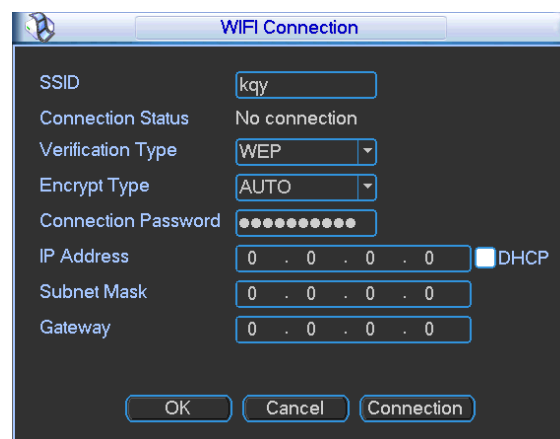 WIFI Connection
SSID kqy
Connection Status No connection
Verification Type WEP
Encrypt Type AUTO
Connection Password ●●●●●●●●●●
IP Address 0 . 0 . 0 . 0 DHCP
Subnet Mask 0 . 0 . 0 . 0
Gateway 0 . 0 . 0 . 0
OK Cancel Connection